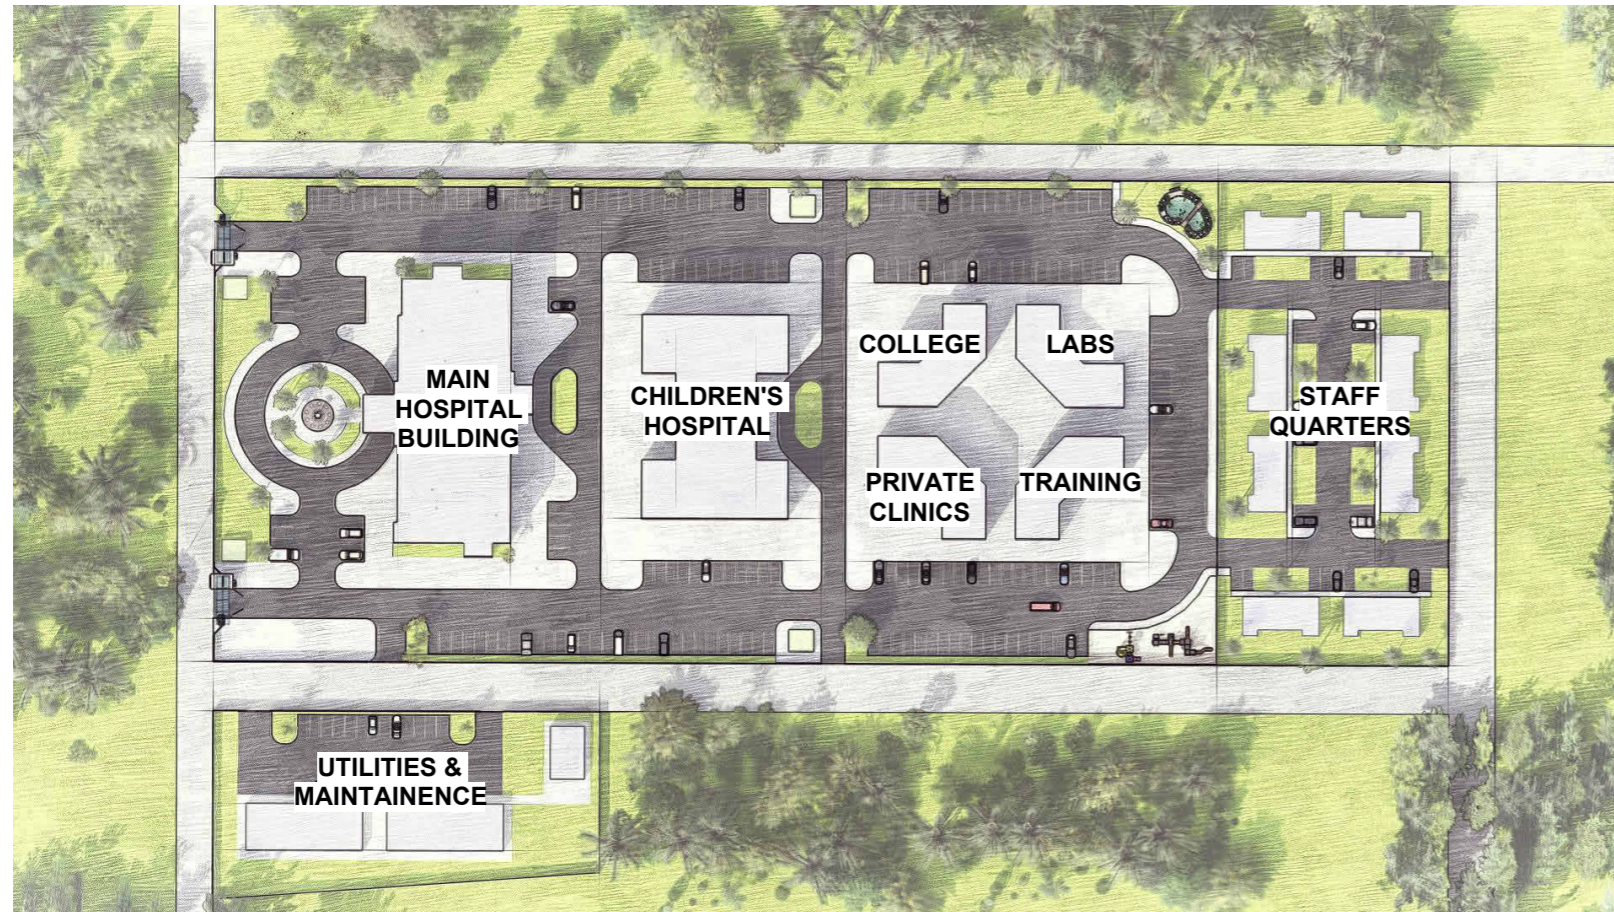 MAIN
HOSPITAL
BUILDING
CHILDREN'S
HOSPITAL
COLLEGE
LABS
PRIVATE
CLINICS
TRAINING
STAFF
QUARTERS
UTILITIES &
MAINTAINENCE